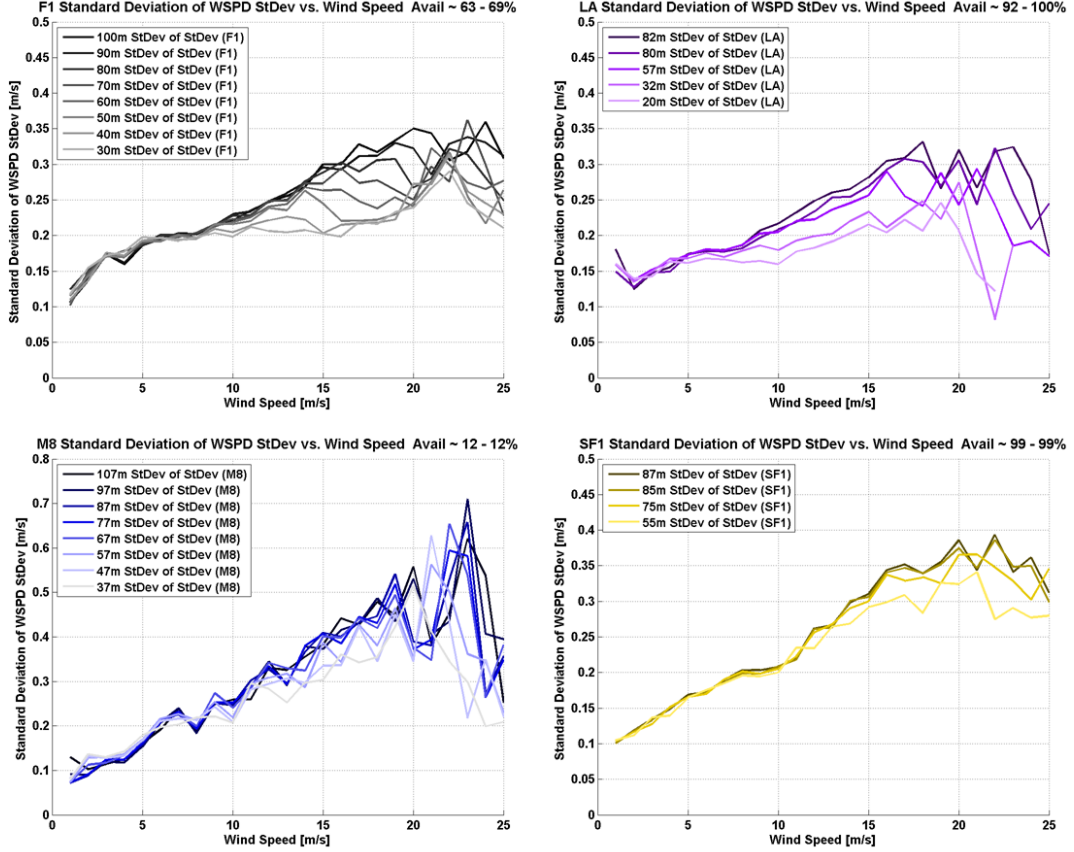 F1 Standard Deviation of WSPD StDev vs. Wind Speed Avail ~ 63 - 69%
0.5
0.45
0.4
0.35
0.3
0.25
0.2
0.15
0.1
0.05
0
Standard Deviation of WSPD StDev [m/s]
100m StDev of StDev (F1)
90m StDev of StDev (F1)
80m StDev of StDev (F1)
70m StDev of StDev (F1)
60m StDev of StDev (F1)
50m StDev of StDev (F1)
40m StDev of StDev (F1)
30m StDev of StDev (F1)
0 5 10 15 20 25
Wind Speed [m/s]
LA Standard Deviation of WSPD StDev vs. Wind Speed Avail ~ 92 - 100%
0.5
0.45
0.4
0.35
0.3
0.25
0.2
0.15
0.1
0.05
0
Standard Deviation of WSPD StDev [m/s]
82m StDev of StDev (LA)
80m StDev of StDev (LA)
57m StDev of StDev (LA)
32m StDev of StDev (LA)
20m StDev of StDev (LA)
0 5 10 15 20 25
Wind Speed [m/s]
M8 Standard Deviation of WSPD StDev vs. Wind Speed Avail ~ 12 - 12%
0.8
0.7
0.6
0.5
0.4
0.3
0.2
0.1
0
Standard Deviation of WSPD StDev [m/s]
107m StDev of StDev (M8)
97m StDev of StDev (M8)
87m StDev of StDev (M8)
77m StDev of StDev (M8)
67m StDev of StDev (M8)
57m StDev of StDev (M8)
47m StDev of StDev (M8)
37m StDev of StDev (M8)
0 5 10 15 20 25
Wind Speed [m/s]
SF1 Standard Deviation of WSPD StDev vs. Wind Speed Avail ~ 99 - 99%
0.5
0.45
0.4
0.35
0.3
0.25
0.2
0.15
0.1
0.05
0
Standard Deviation of WSPD StDev [m/s]
87m StDev of StDev (SF1)
85m StDev of StDev (SF1)
75m StDev of StDev (SF1)
55m StDev of StDev (SF1)
0 5 10 15 20 25
Wind Speed [m/s]